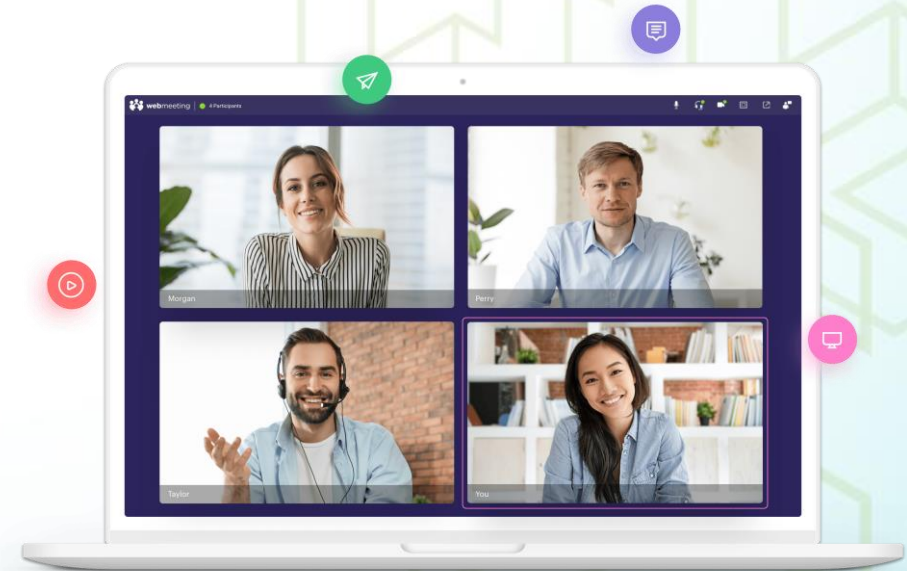 webmeeting
4 Participants
Morgan
Perry
Taylor
You